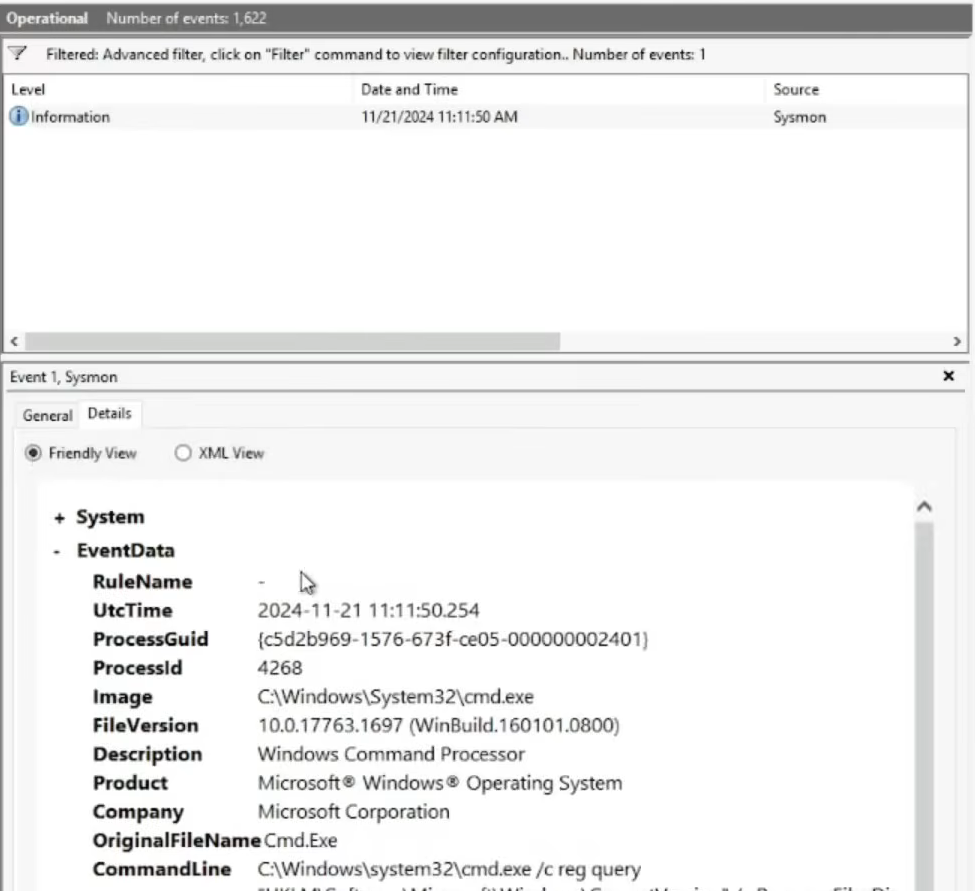 Operational Number of events: 1,622
Filtered: Advanced filter, click on "Filter" command to view filter configuration.. Number of events: 1
Level Date and Time Source
Information 11/21/2024 11:11:50 AM Sysmon
Event 1, Sysmon
General Details
Friendly View XML View
+ System
- EventData
RuleName -
UtcTime 2024-11-21 11:11:50.254
ProcessGuid {c5d2b969-1576-673f-ce05-000000002401}
ProcessId 4268
Image C:\Windows\System32\cmd.exe
FileVersion 10.0.17763.1697 (WinBuild.160101.0800)
Description Windows Command Processor
Product Microsoft® Windows® Operating System
Company Microsoft Corporation
OriginalFileName Cmd.Exe
CommandLine C:\Windows\system32\cmd.exe /c reg query